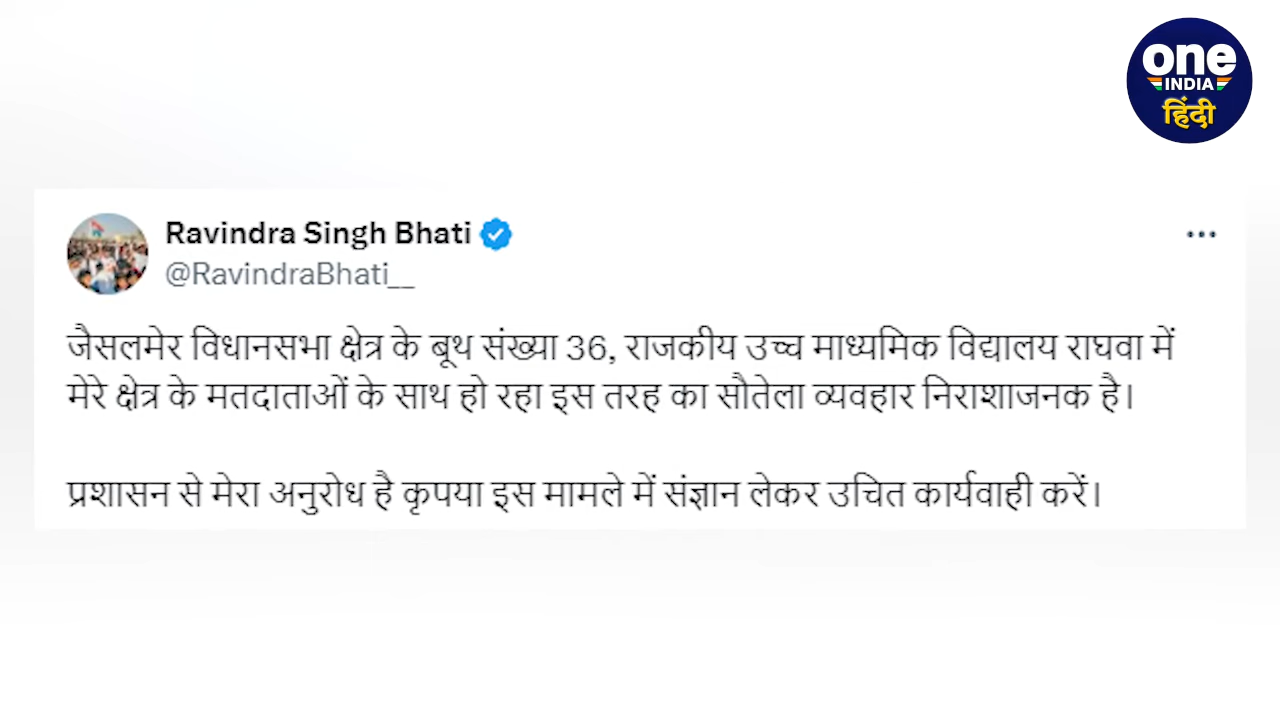 one
INDIA
हिंदी
Ravindra Singh Bhati
@RavindraBhati__
जैसलमेर विधानसभा क्षेत्र के बूथ संख्या 36, राजकीय उच्च माध्यमिक विद्यालय राघवा में
मेरे क्षेत्र के मतदाताओं के साथ हो रहा इस तरह का सौतेला व्यवहार निराशाजनक है।
प्रशासन से मेरा अनुरोध है कृपया इस मामले में संज्ञान लेकर उचित कार्यवाही करें।